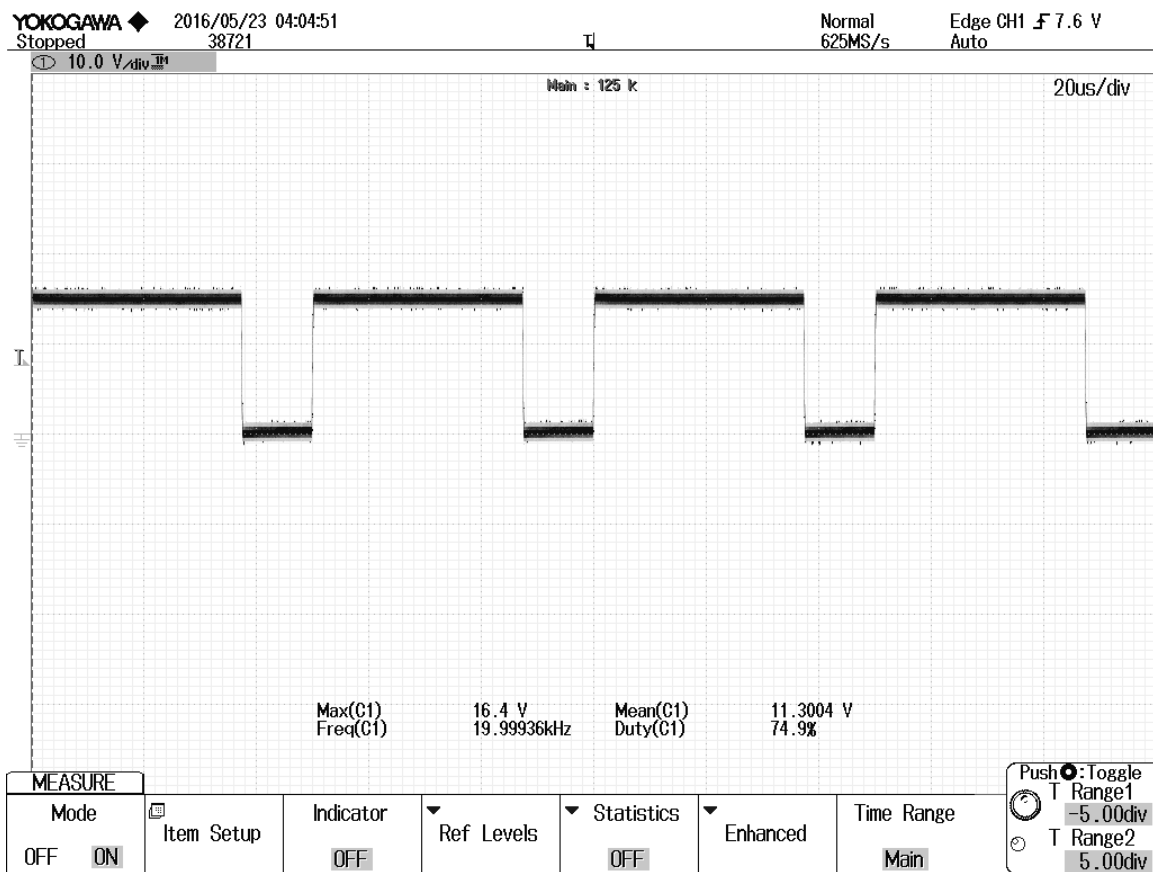 YOKOGAWA ◆ 2016/05/23 04:04:51 Normal Edge CH1 7.6 V
Stopped 38721 T 625MS/s Auto
① 10.0 V/div 1M
Main : 125 k 20us/div
T
Max(C1) 16.4 V Mean(C1) 11.3004 V
Freq(C1) 19.99936kHz Duty(C1) 74.9%
MEASURE
Mode
OFF ON
Item Setup
Indicator
OFF
Ref Levels
Statistics
OFF
Enhanced
Time Range
Main
Push:Toggle
T Range1
-5.00div
T Range2
5.00div